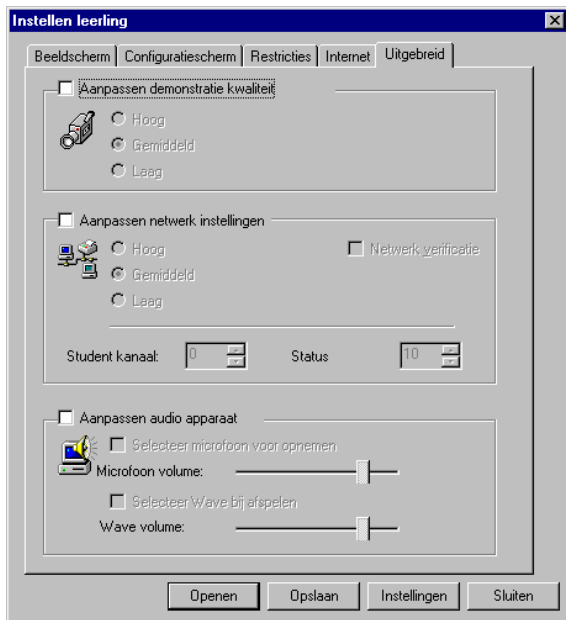 Instellen leerling
Beeldscherm Configuratiescherm Restricties Internet Uitgebreid
Aanpassen demonstratie kwaliteit
Hoog
Gemiddeld
Laag
Aanpassen netwerk instellingen
Hoog Netwerk verificatie
Gemiddeld
Laag
Student kanaal: 0 Status 10
Aanpassen audio apparaat
Selecteer microfoon voor opnemen
Microfoon volume:
Selecteer Wave bij afspelen
Wave volume:
Openen Opslaan Instellingen Sluiten